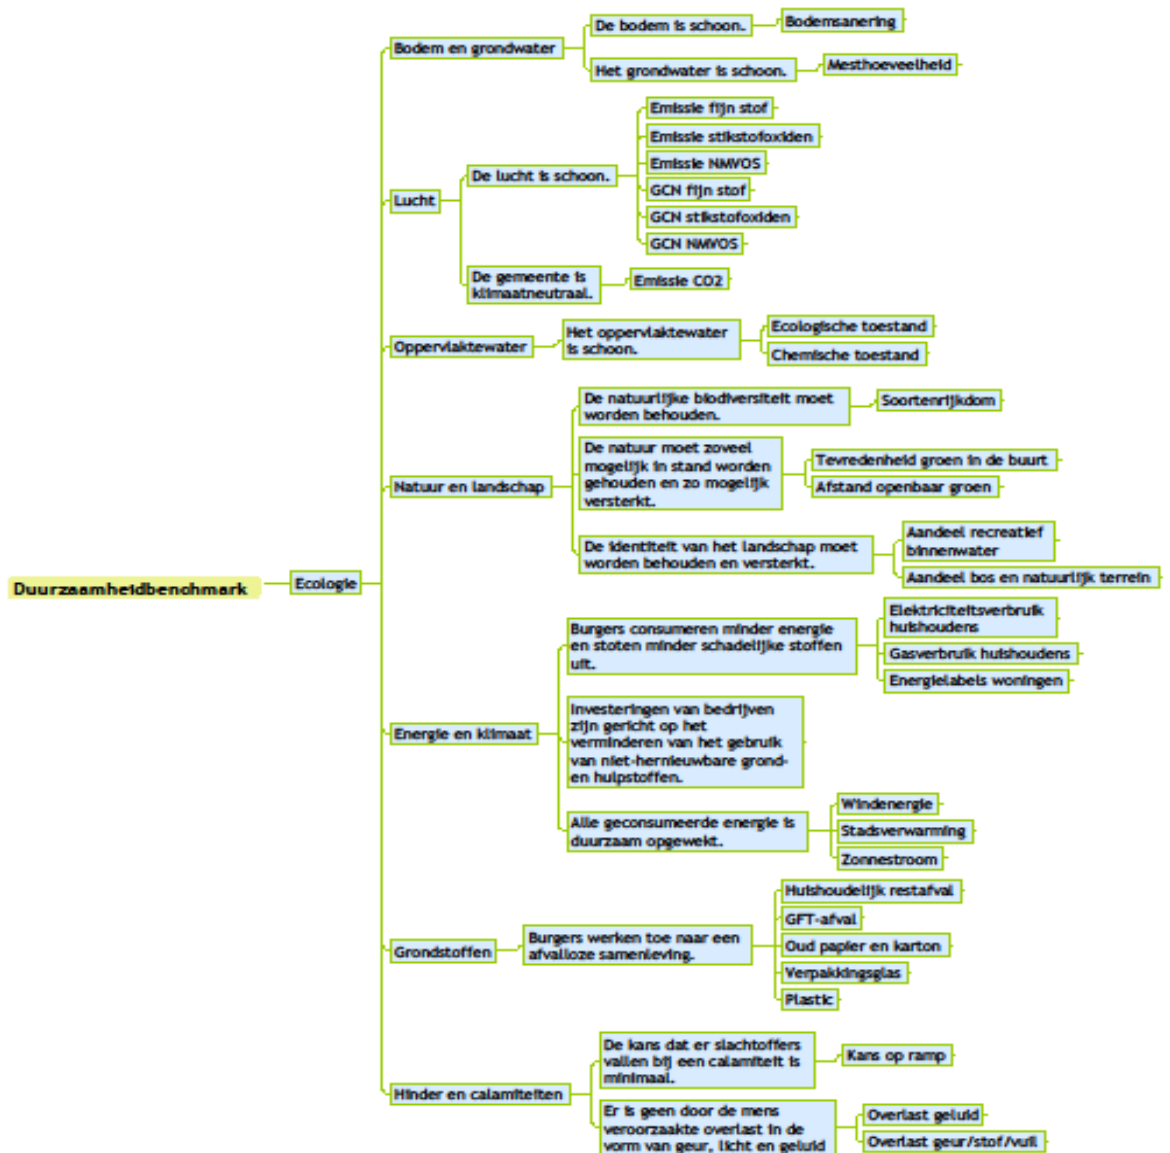 Duurzaamheidbenchmark
Ecologie
Bodem en grondwater
De bodem is schoon.
Bodemsanering
Het grondwater is schoon.
Mesthoeveelheid
Lucht
De lucht is schoon.
Emissie fijn stof
Emissie stikstofoxiden
Emissie NMVOS
GCN fijn stof
GCN stikstofoxiden
GCN NMVOS
De gemeente is
klimaatneutraal.
Emissie CO2
Oppervlaktewater
Het oppervlaktewater
is schoon.
Ecologische toestand
Chemische toestand
Natuur en landschap
De natuurlijke biodiversiteit moet
worden behouden.
Soortenrijkdom
De natuur moet zoveel
mogelijk in stand worden
gehouden en zo mogelijk
versterkt.
Tevredenheid groen in de buurt
Afstand openbaar groen
De identiteit van het landschap moet
worden behouden en versterkt.
Aandeel recreatief
binnenwater
Aandeel bos en natuurlijk terrein
Energie en klimaat
Burgers consumeren minder energie
en stoten minder schadelijke stoffen
uit.
Elektriciteitsverbruik
huishoudens
Gasverbruik huishoudens
Energielabels woningen
Investeringen van bedrijven
zijn gericht op het
verminderen van het gebruik
van niet-hernieuwbare grond-
en hulpstoffen.
Alle geconsumeerde energie is
duurzaam opgewekt.
Windenergie
Stadsverwarming
Zonnestroom
Grondstoffen
Burgers werken toe naar een
afvalloze samenleving.
Huishoudelijk restafval
GFT-afval
Oud papier en karton
Verpakkingsglas
Plastic
Hinder en calamiteiten
De kans dat er slachtoffers
vallen bij een calamiteit is
minimaal.
Kans op ramp
Er is geen door de mens
veroorzaakte overlast in de
vorm van geur, licht en geluid
Overlast geluid
Overlast geur/stof/vuil